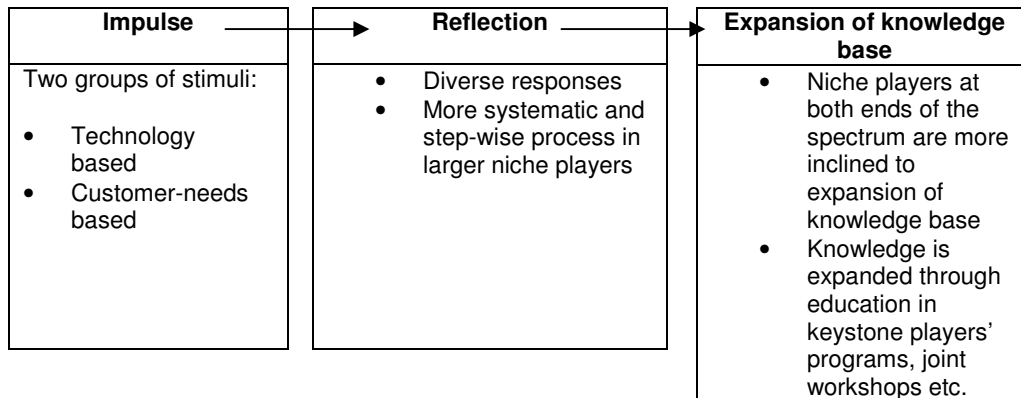 Impulse
Two groups of stimuli:
• Technology
based
• Customer-needs
based
Reflection
• Diverse responses
• More systematic and
step-wise process in
larger niche players
Expansion of knowledge
base
• Niche players at
both ends of the
spectrum are more
inclined to
expansion of
knowledge base
• Knowledge is
expanded through
education in
keystone players’
programs, joint
workshops etc.